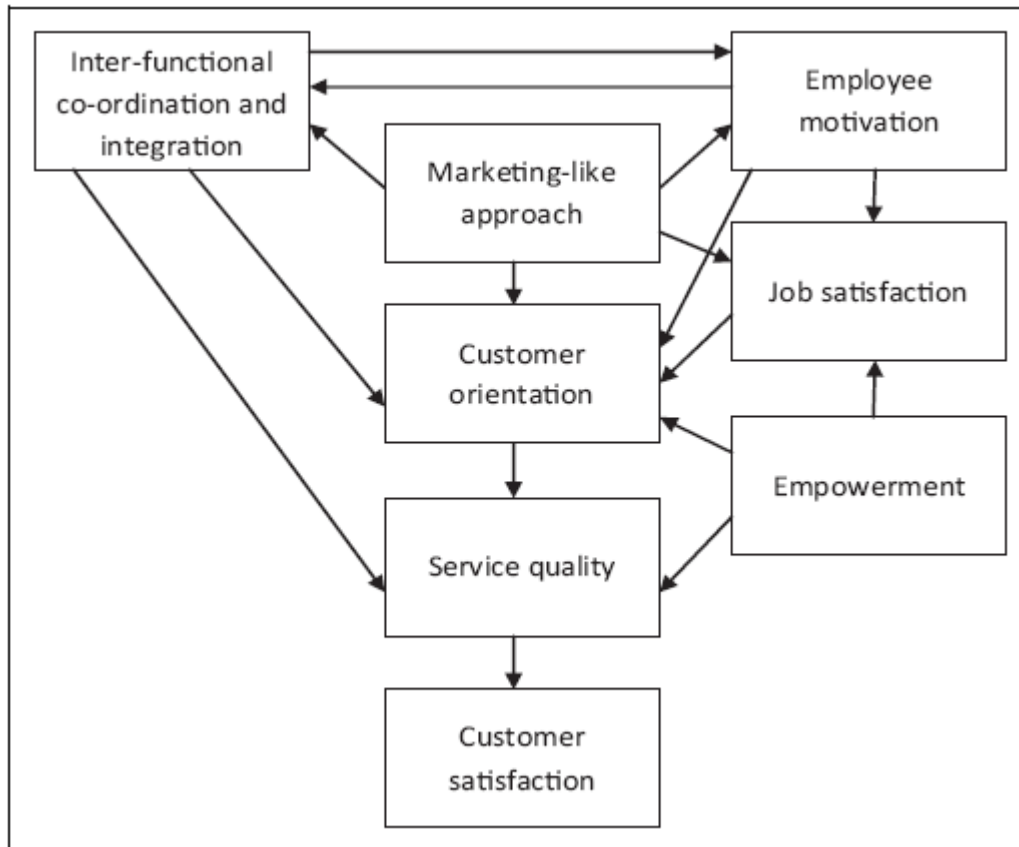 Inter-functional
co-ordination and
integration
Employee
motivation
Marketing-like
approach
Job satisfaction
Customer
orientation
Empowerment
Service quality
Customer
satisfaction